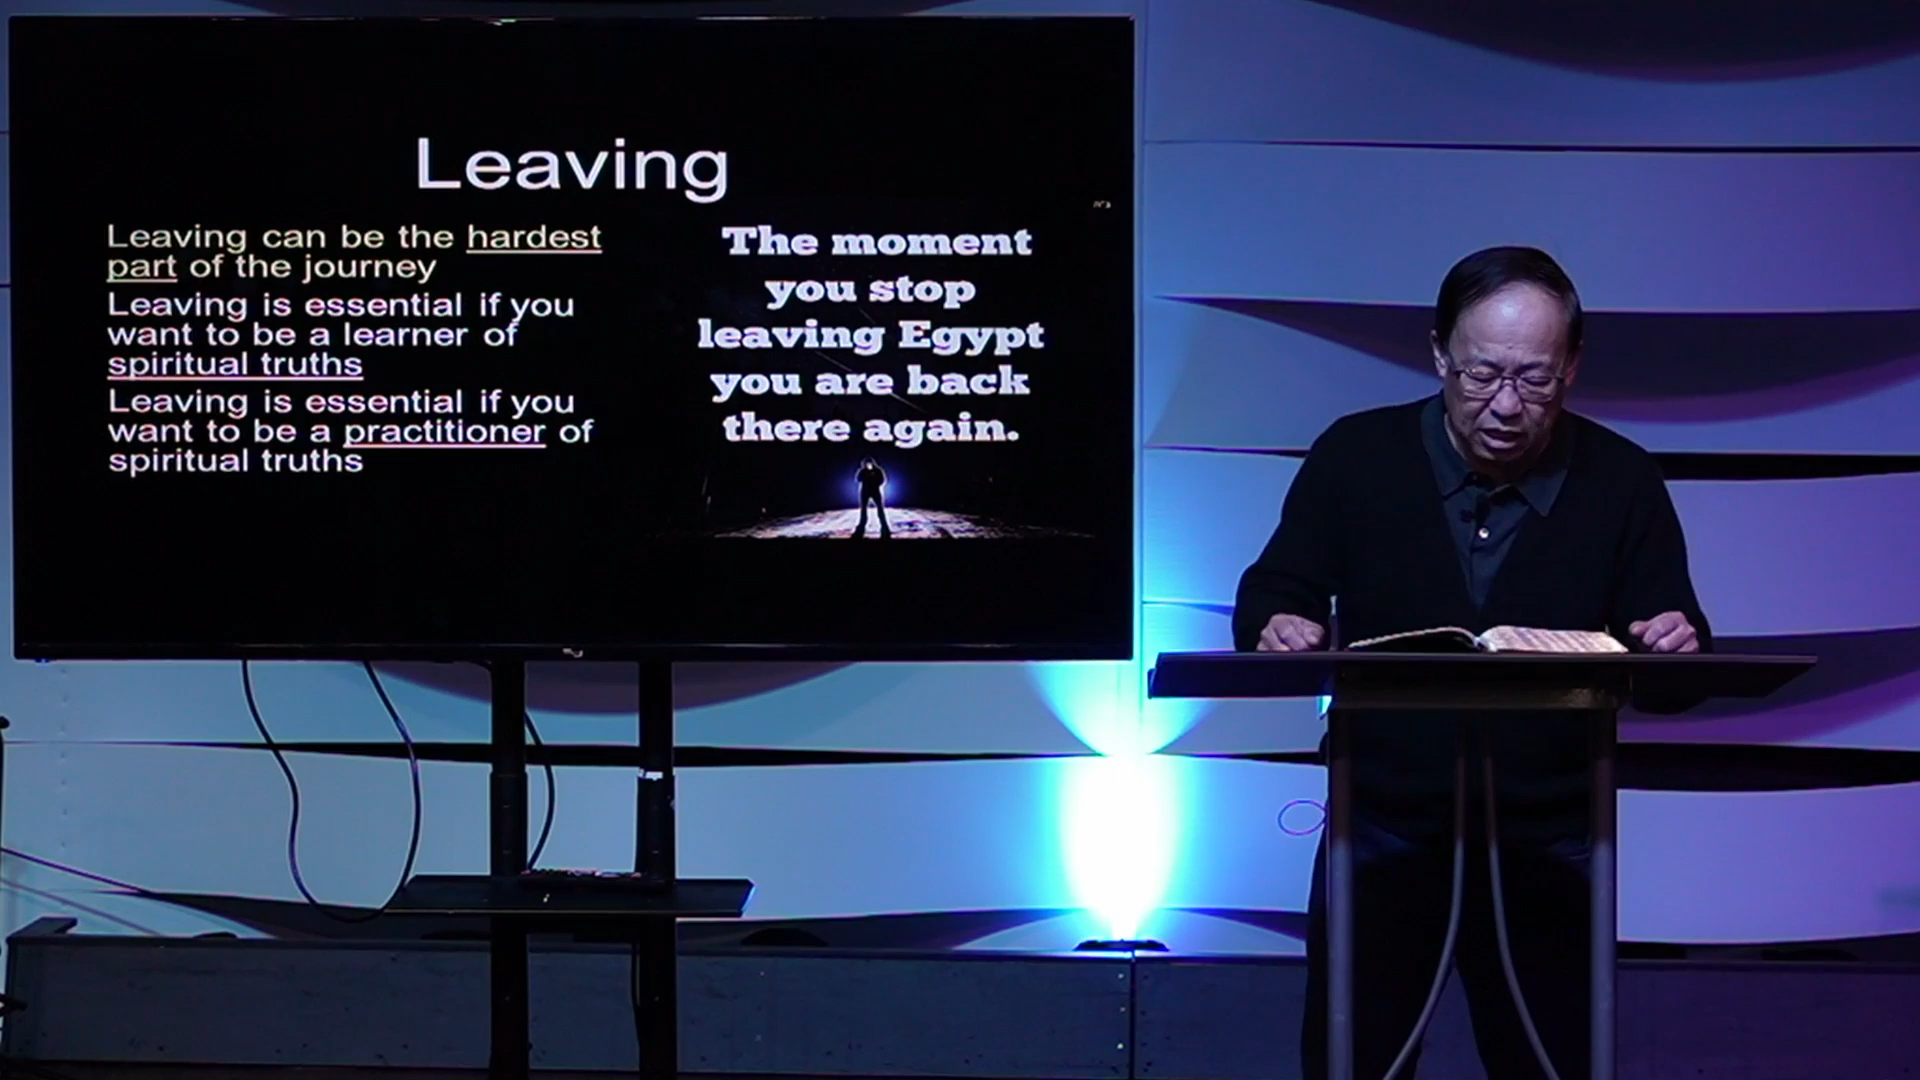 Leaving
Leaving can be the hardest
part of the journey
Leaving is essential if you
want to be a learner of
spiritual truths
Leaving is essential if you
want to be a practitioner of
spiritual truths
The moment
you stop
leaving Egypt
you are back
there again.